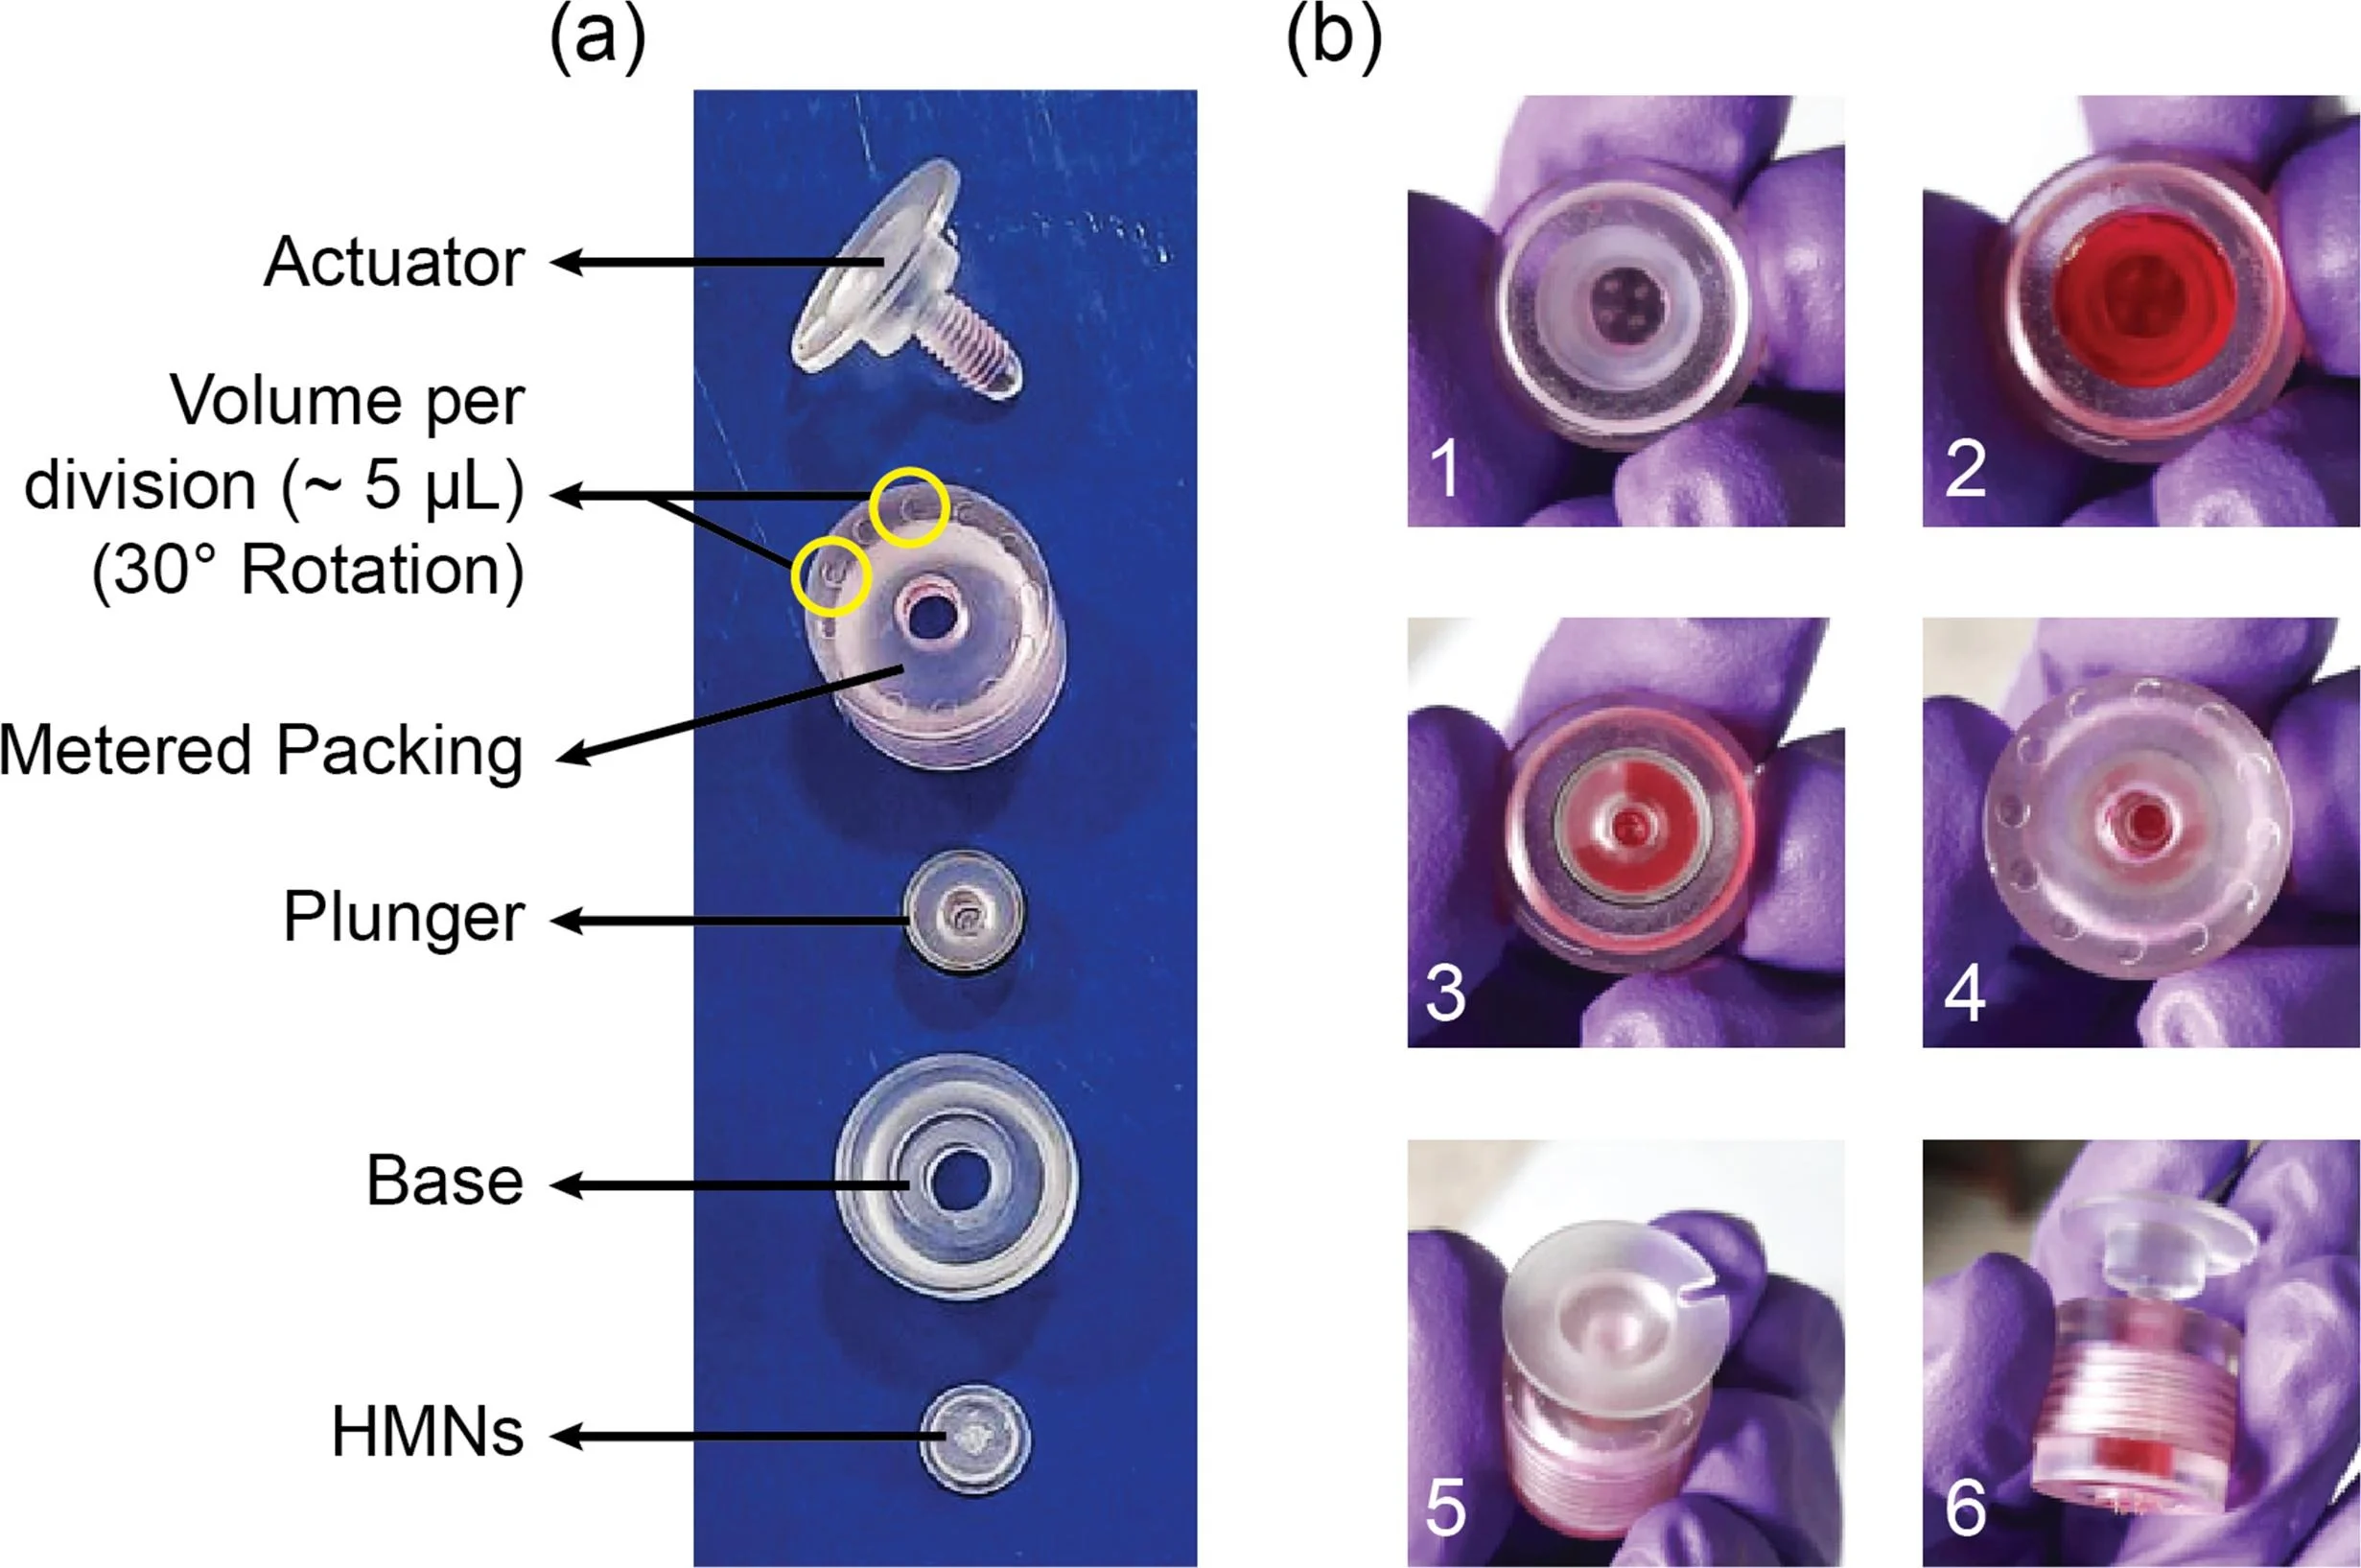 (a)
(b)
Actuator
Volume per
division (~ 5 µL)
(30° Rotation)
Metered Packing
Plunger
Base
HMNs
1
2
3
4
5
6